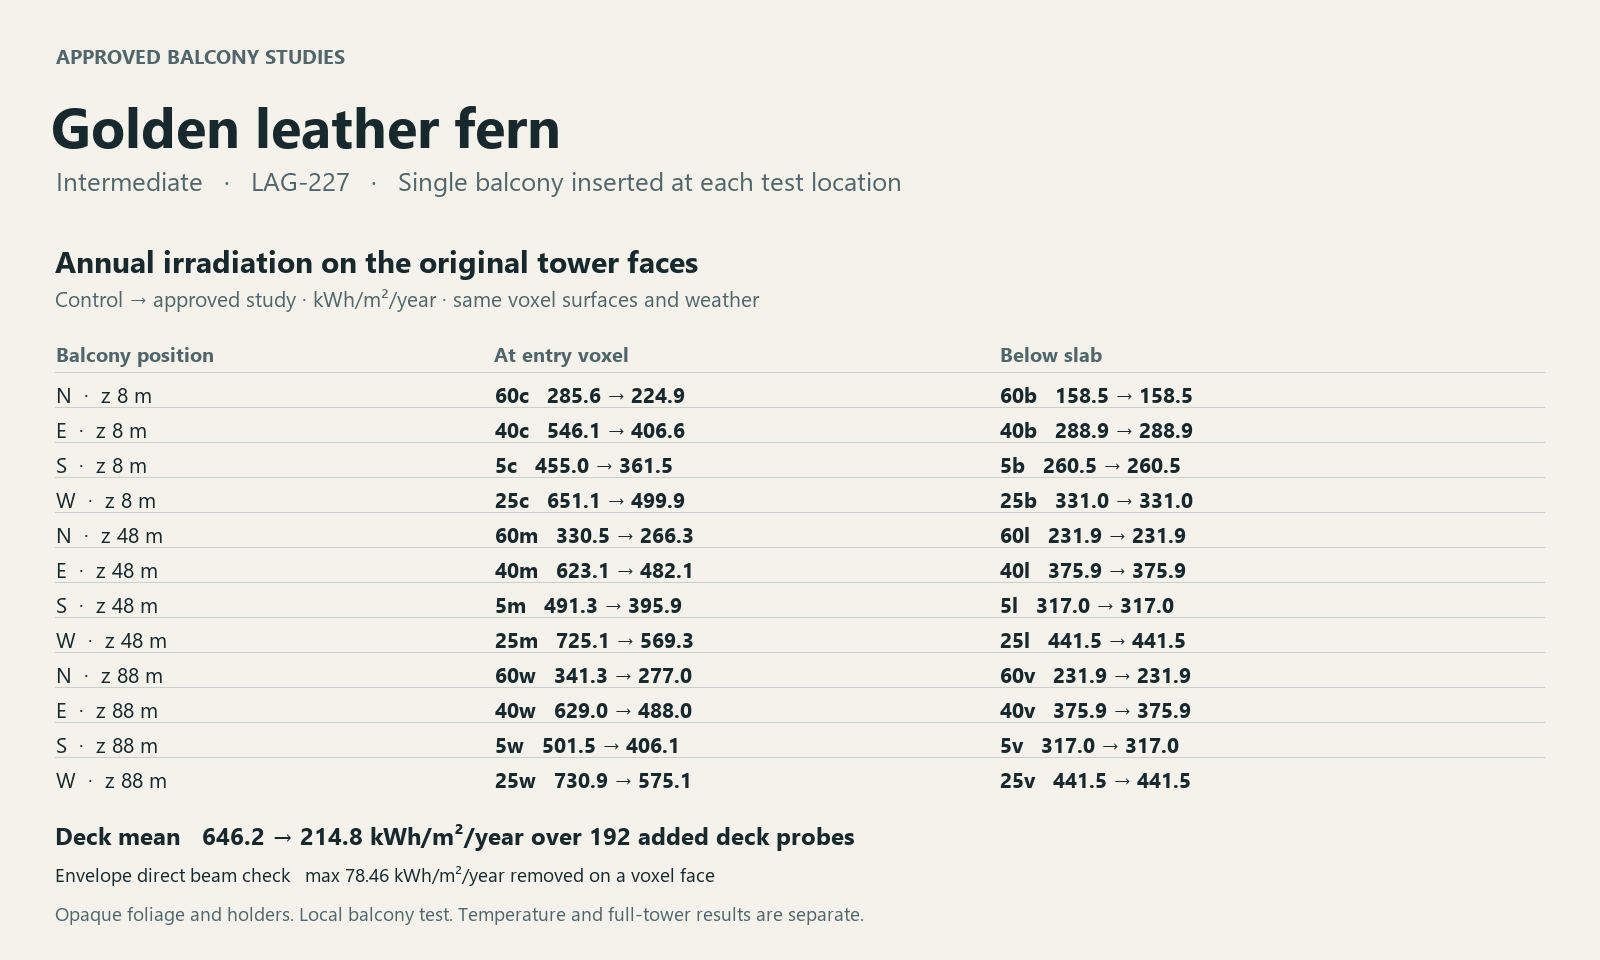 APPROVED BALCONY STUDIES
Golden leather fern
Intermediate · LAG-227 · Single balcony inserted at each test location
Annual irradiation on the original tower faces
Control → approved study · kWh/m²/year · same voxel surfaces and weather
Balcony position At entry voxel Below slab
N · z 8 m 60c 285.6 → 224.9 60b 158.5 → 158.5
E · z 8 m 40c 546.1 → 406.6 40b 288.9 → 288.9
S · z 8 m 5c 455.0 → 361.5 5b 260.5 → 260.5
W · z 8 m 25c 651.1 → 499.9 25b 331.0 → 331.0
N · z 48 m 60m 330.5 → 266.3 60l 231.9 → 231.9
E · z 48 m 40m 623.1 → 482.1 40l 375.9 → 375.9
S · z 48 m 5m 491.3 → 395.9 5l 317.0 → 317.0
W · z 48 m 25m 725.1 → 569.3 25l 441.5 → 441.5
N · z 88 m 60w 341.3 → 277.0 60v 231.9 → 231.9
E · z 88 m 40w 629.0 → 488.0 40v 375.9 → 375.9
S · z 88 m 5w 501.5 → 406.1 5v 317.0 → 317.0
W · z 88 m 25w 730.9 → 575.1 25v 441.5 → 441.5
Deck mean 646.2 → 214.8 kWh/m²/year over 192 added deck probes
Envelope direct beam check max 78.46 kWh/m²/year removed on a voxel face
Opaque foliage and holders. Local balcony test. Temperature and full-tower results are separate.